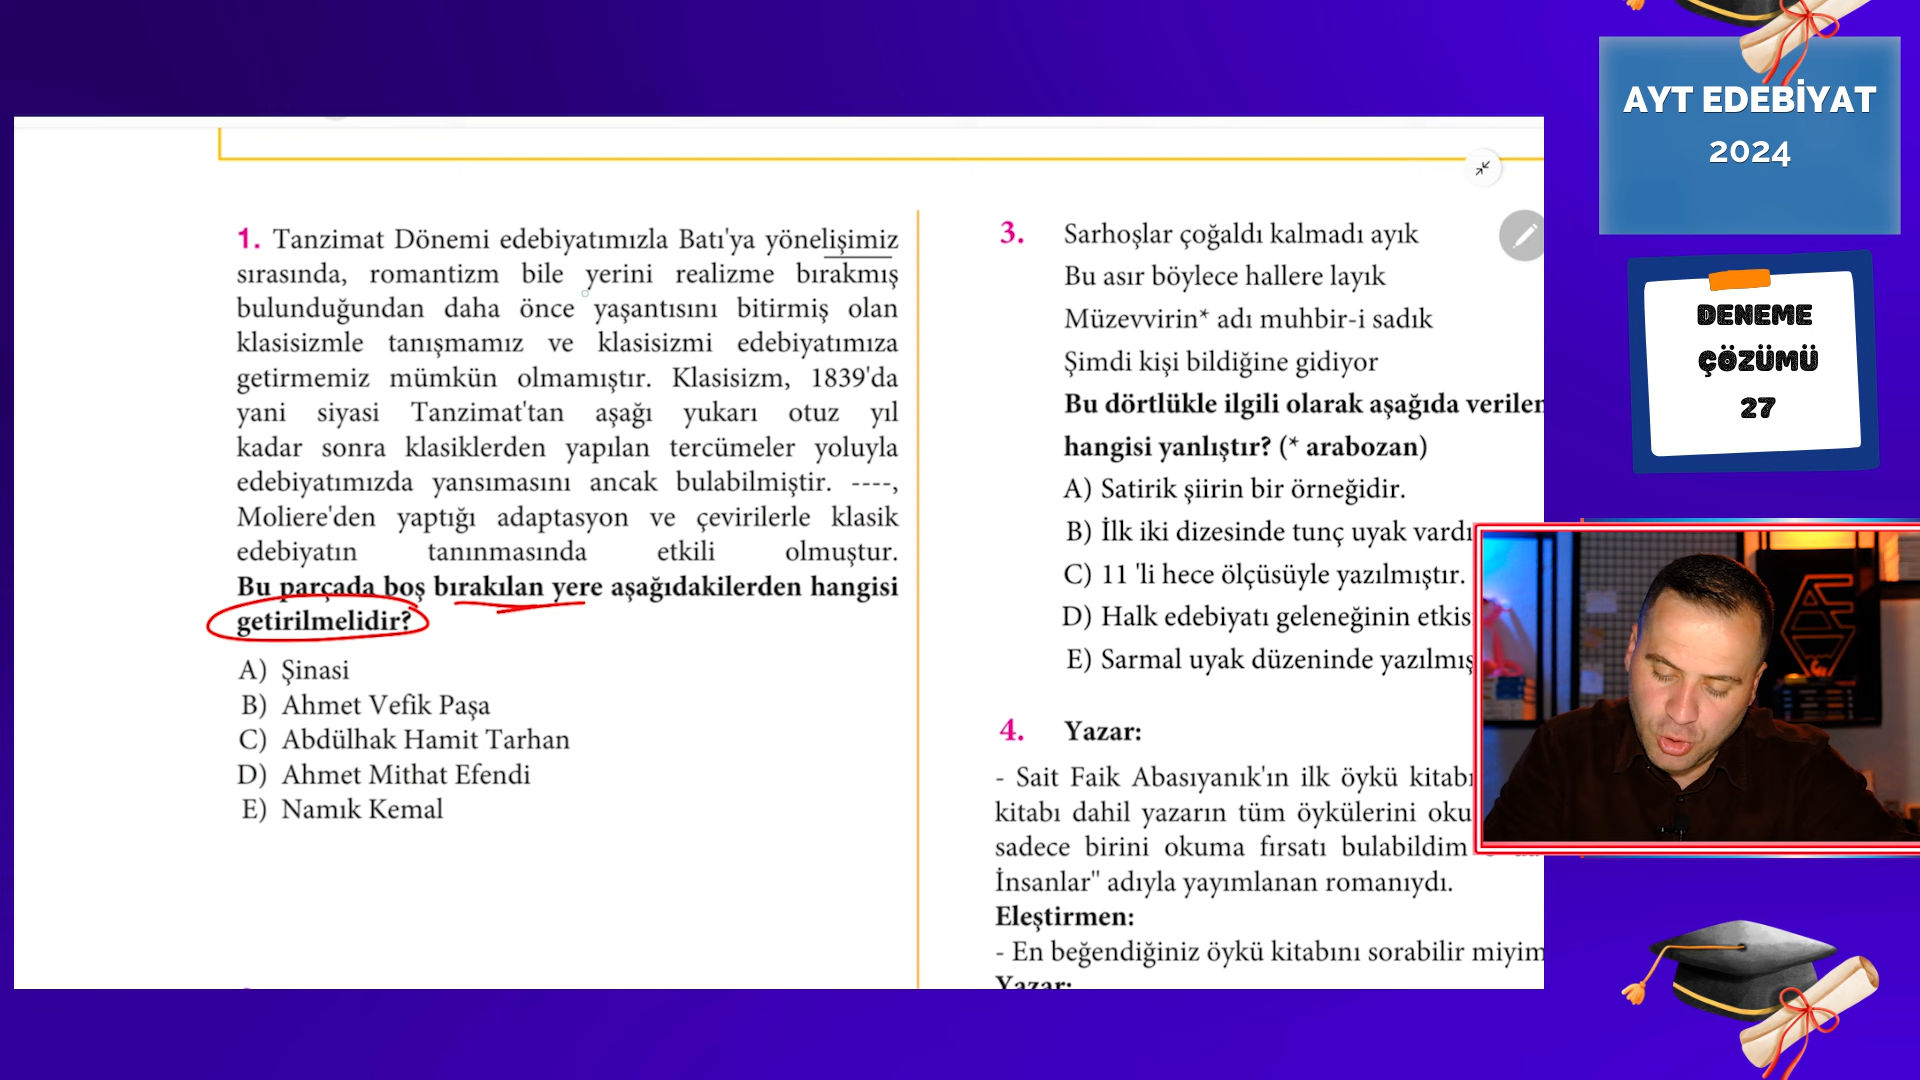 AYT EDEBİYAT
2024
DENEME
ÇÖZÜMÜ
27
1. Tanzimat Dönemi edebiyatımızla Batı'ya yönelişimiz
sırasında, romantizm bile yerini realizme bırakmış
bulunduğundan daha önce yaşantısını bitirmiş olan
klasisizmle tanışmamız ve klasisizmi edebiyatımıza
getirmemiz mümkün olmamıştır. Klasisizm, 1839'da
yani siyasi Tanzimat'tan aşağı yukarı otuz yıl
kadar sonra klasiklerden yapılan tercümeler yoluyla
edebiyatımızda yansımasını ancak bulabilmiştir. ----,
Moliere'den yaptığı adaptasyon ve çevirilerle klasik
edebiyatın tanınmasında etkili olmuştur.
Bu parçada boş bırakılan yere aşağıdakilerden hangisi
getirilmelidir?
A) Şinasi
B) Ahmet Vefik Paşa
C) Abdülhak Hamit Tarhan
D) Ahmet Mithat Efendi
E) Namık Kemal
3. Sarhoşlar çoğaldı kalmadı ayık
Bu asır böylece hallere layık
Müzevvirin* adı muhbir-i sadık
Şimdi kişi bildiğine gidiyor
Bu dörtlükle ilgili olarak aşağıda verilen
hangisi yanlıştır? (* arabozan)
A) Satirik şiirin bir örneğidir.
B) İlk iki dizesinde tunç uyak vardı
C) 11 'li hece ölçüsüyle yazılmıştır.
D) Halk edebiyatı geleneğinin etkis
E) Sarmal uyak düzeninde yazılmış
4. Yazar:
- Sait Faik Abasıyanık'ın ilk öykü kitabı
kitabı dahil yazarın tüm öykülerini oku
sadece birini okuma fırsatı bulabildim
İnsanlar" adıyla yayımlanan romanıydı.
Eleştirmen:
- En beğendiğiniz öykü kitabını sorabilir miyim
Yazar: